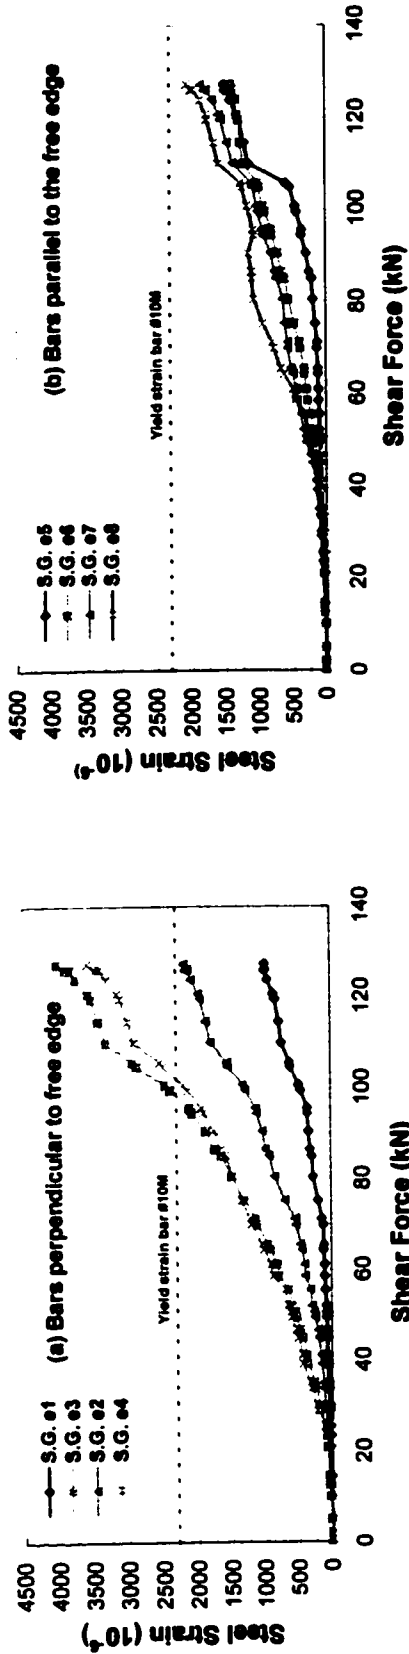 (a) Bars perpendicular to free edge
4500
4000
3500
3000
2500
2000
1500
1000
500
0
Steel Strain (10-6)
S.G. e1
S.G. e3
S.G. e2
S.G. e4
Yield strain bar #10M
0 20 40 60 80 100 120 140
Shear Force (kN)
(b) Bars parallel to the free edge
4500
4000
3500
3000
2500
2000
1500
1000
500
0
Steel Strain (10-6)
S.G. e5
S.G. e6
S.G. e7
S.G. e8
Yield strain bar #10M
0 20 40 60 80 100 120 140
Shear Force (kN)